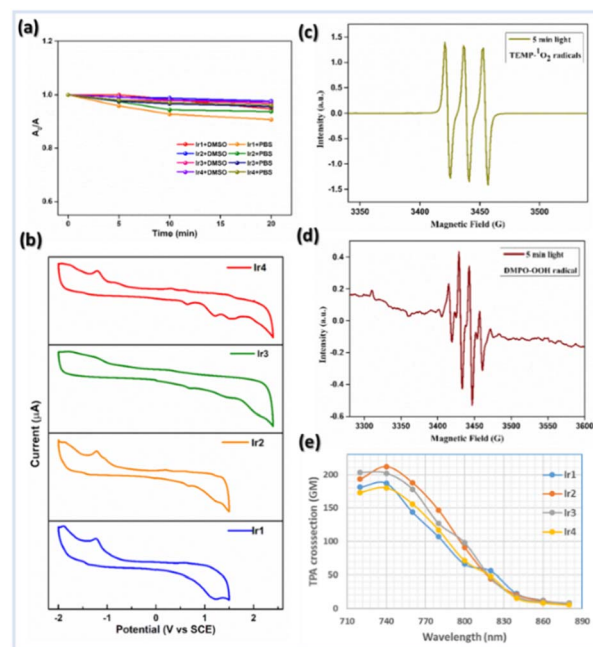 (a)
A₀/A
1.0
0.8
0.6
0
5
10
15
20
Time (min)
Ir1+DMSO Ir1+PBS
Ir2+DMSO Ir2+PBS
Ir3+DMSO Ir3+PBS
Ir4+DMSO Ir4+PBS
(b)
Ir4
Ir3
Ir2
Ir1
Current (μA)
-2 -1 0 1 2
Potential (V vs SCE)
(c)
5 min light
TEMP-¹O₂
radicals
Intensity (a.u.)
1.5
1.0
0.5
0.0
-0.5
-1.0
-1.5
3350 3400 3450 3500
Magnetic Field (G)
(d)
5 min light
DMPO-OOH radical
Intensity (a.u.)
0.4
0.2
0.0
-0.2
-0.4
-0.6
3300 3350 3400 3450 3500 3550 3600
Magnetic Field (G)
(e)
TPA crosssection (GM)
200
150
100
50
0
710 740 770 800 830 860 890
Wavelength (nm)
Ir1
Ir2
Ir3
Ir4